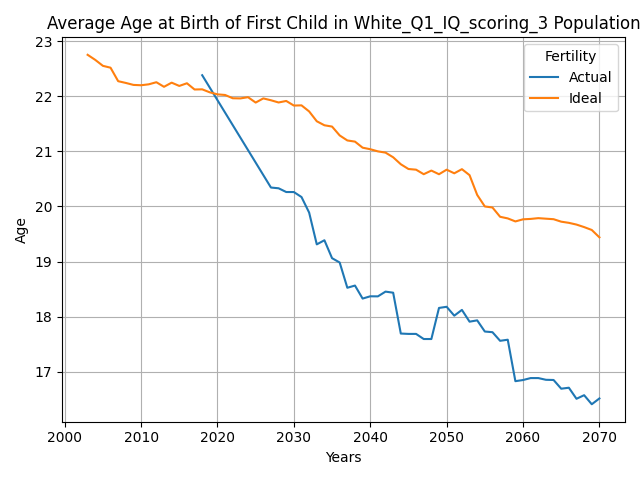 Average Age at Birth of First Child in White_Q1_IQ_scoring_3 Population
Fertility
Actual
Ideal
Age
23
22
21
20
19
18
17
2000 2010 2020 2030 2040 2050 2060 2070
Years